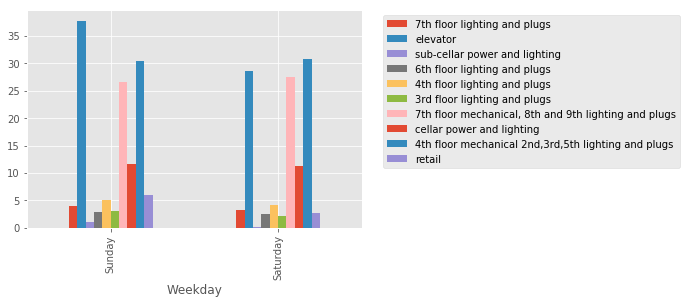 35
30
25
20
15
10
5
0
Sunday
Saturday
Weekday
7th floor lighting and plugs
elevator
sub-cellar power and lighting
6th floor lighting and plugs
4th floor lighting and plugs
3rd floor lighting and plugs
7th floor mechanical, 8th and 9th lighting and plugs
cellar power and lighting
4th floor mechanical 2nd,3rd,5th lighting and plugs
retail